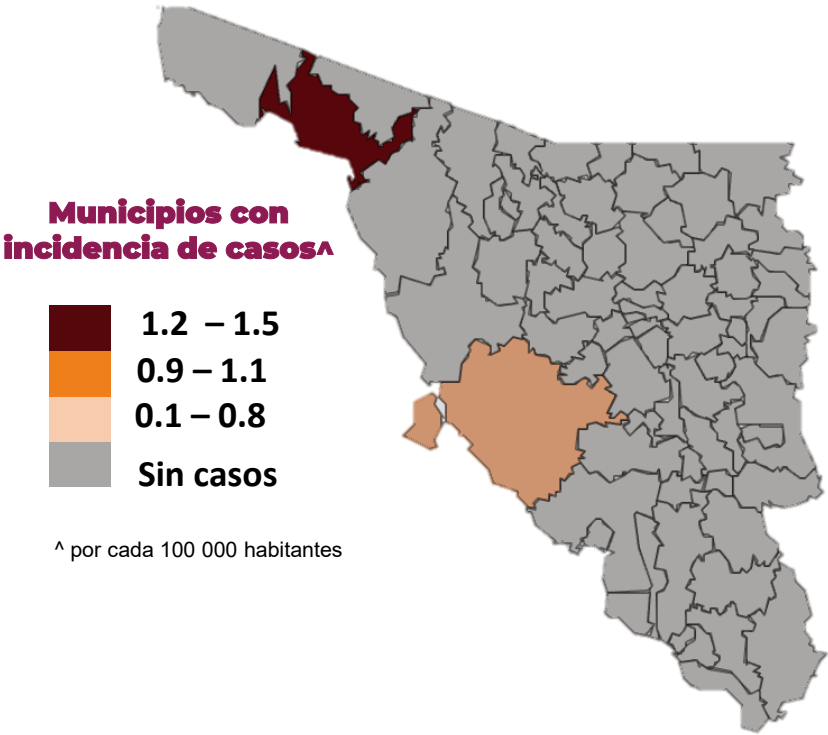 Municipios con
incidencia de casos^
1.2 – 1.5
0.9 – 1.1
0.1 – 0.8
Sin casos
^ por cada 100 000 habitantes